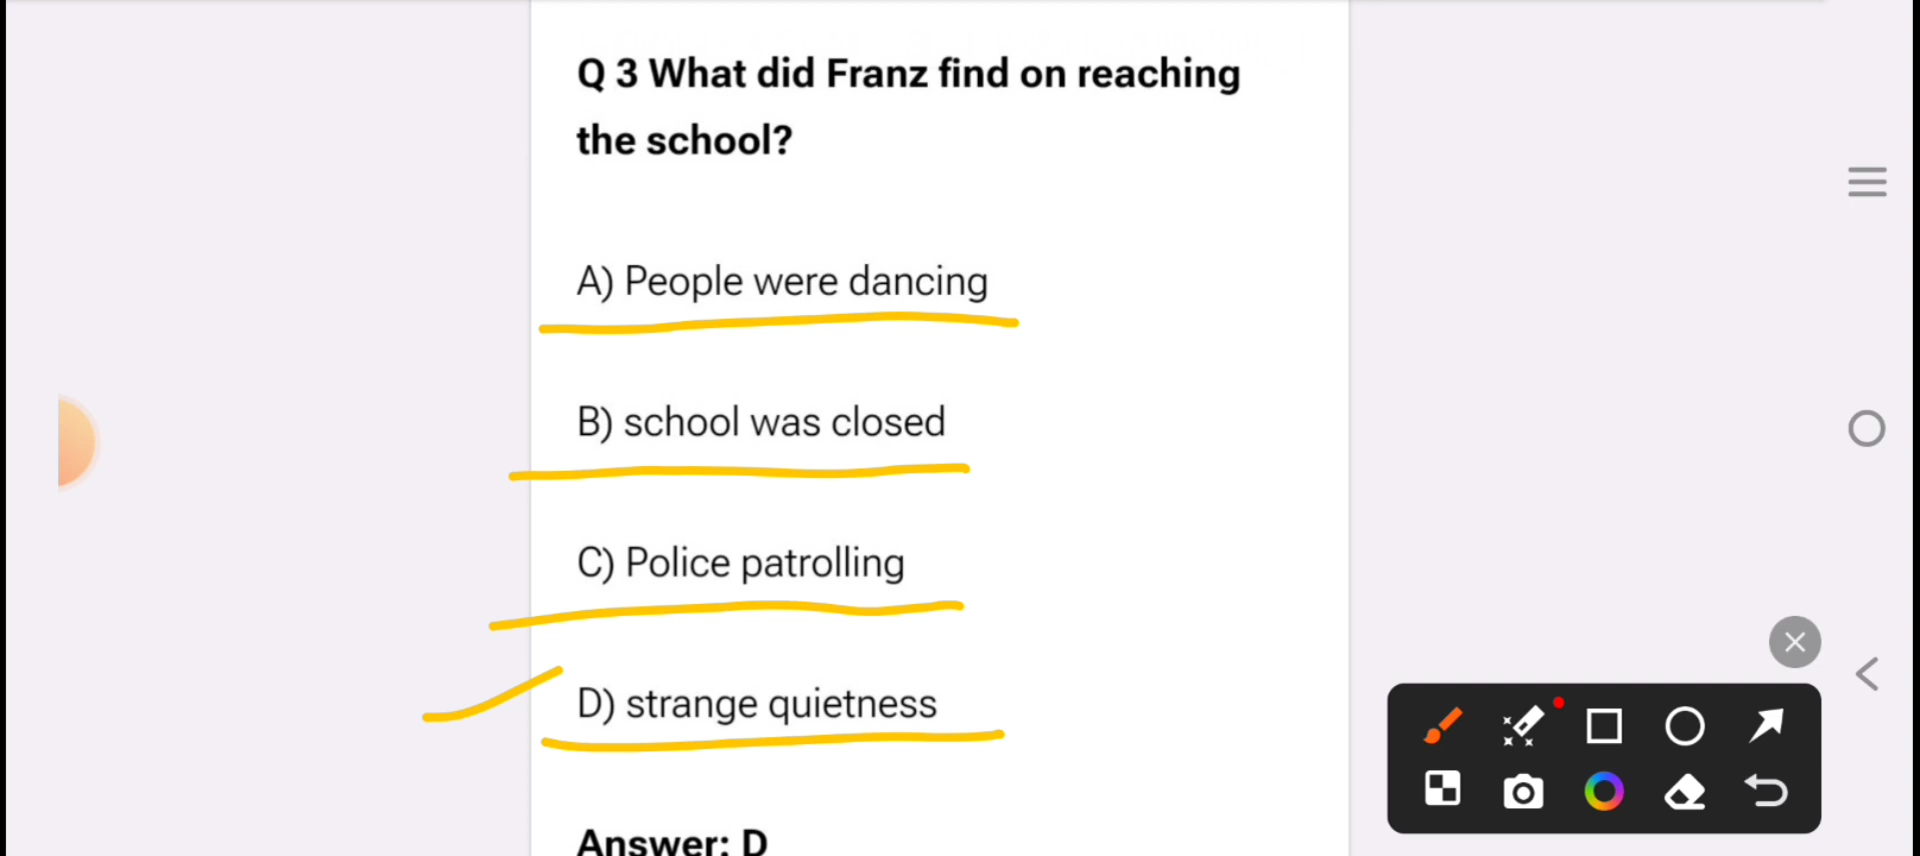 Q 3 What did Franz find on reaching
the school?
A) People were dancing
B) school was closed
C) Police patrolling
D) strange quietness
Answer: D